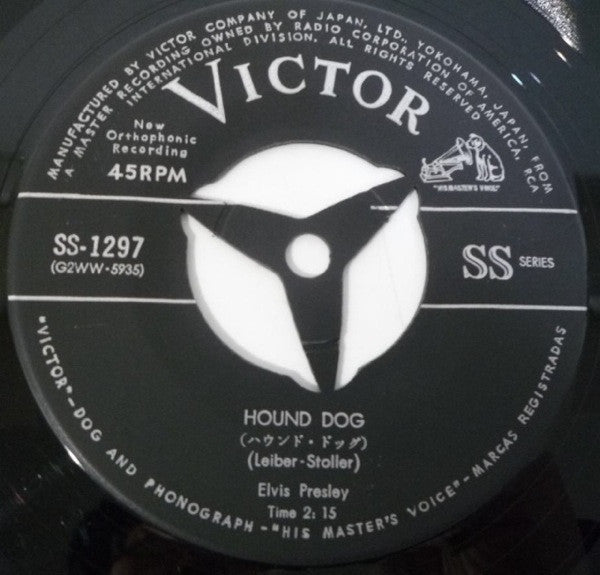 MANUFACTURED BY VICTOR COMPANY OF JAPAN, LTD., YOKOHAMA, JAPAN, FROM
A MASTER RECORDING OWNED BY RADIO CORPORATION OF AMERICA, RCA
INTERNATIONAL DIVISION. ALL RIGHTS RESERVED
VICTOR
New
Orthophonic
Recording
45RPM
"HIS MASTER'S VOICE"
SS-1297
(G2WW-5935)
SS SERIES
HOUND DOG
(ハウンド・ドッグ)
(Leiber-Stoller)
Elvis Presley
Time 2: 15
"VICTOR"-DOG AND PHONOGRAPH-"HIS MASTER'S VOICE"-MARCAS REGISTRADAS